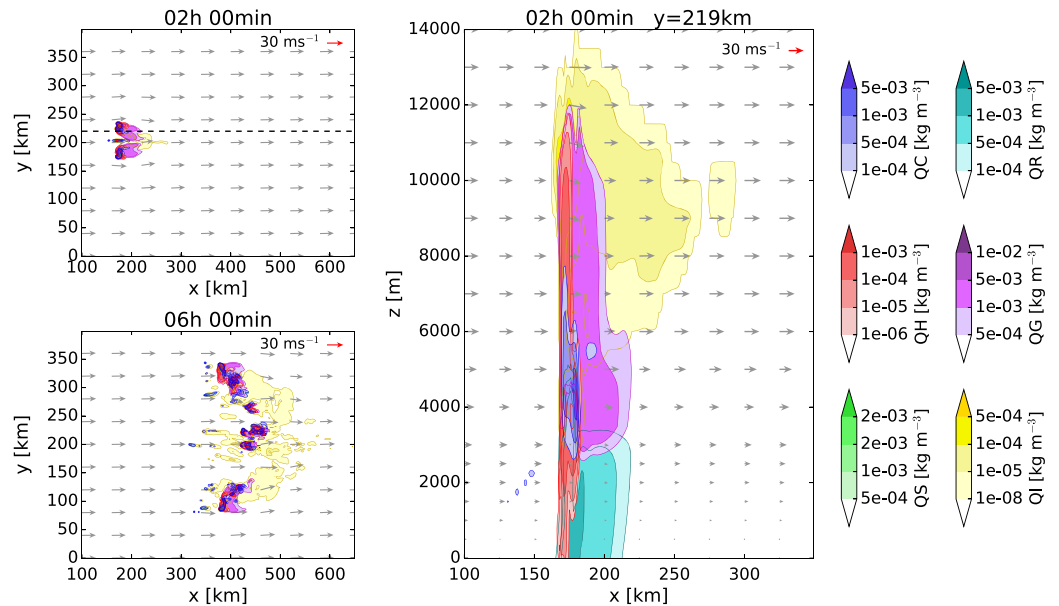 02h 00min
30 ms⁻¹
350
300
250
200
150
100
50
0
y [km]
100 200 300 400 500 600
x [km]
06h 00min
30 ms⁻¹
350
300
250
200
150
100
50
0
y [km]
100 200 300 400 500 600
x [km]
02h 00min y=219km
30 ms⁻¹
14000
12000
10000
8000
6000
4000
2000
0
z [m]
100 150 200 250 300
x [km]
5e-03
1e-03
5e-04
1e-04
QC [kg m⁻³]
5e-03
1e-03
5e-04
1e-04
QR [kg m⁻³]
1e-03
1e-04
1e-05
1e-06
QH [kg m⁻³]
1e-02
5e-03
1e-03
5e-04
QG [kg m⁻³]
2e-03
2e-03
1e-03
5e-04
QS [kg m⁻³]
5e-04
1e-04
1e-05
1e-08
QI [kg m⁻³]